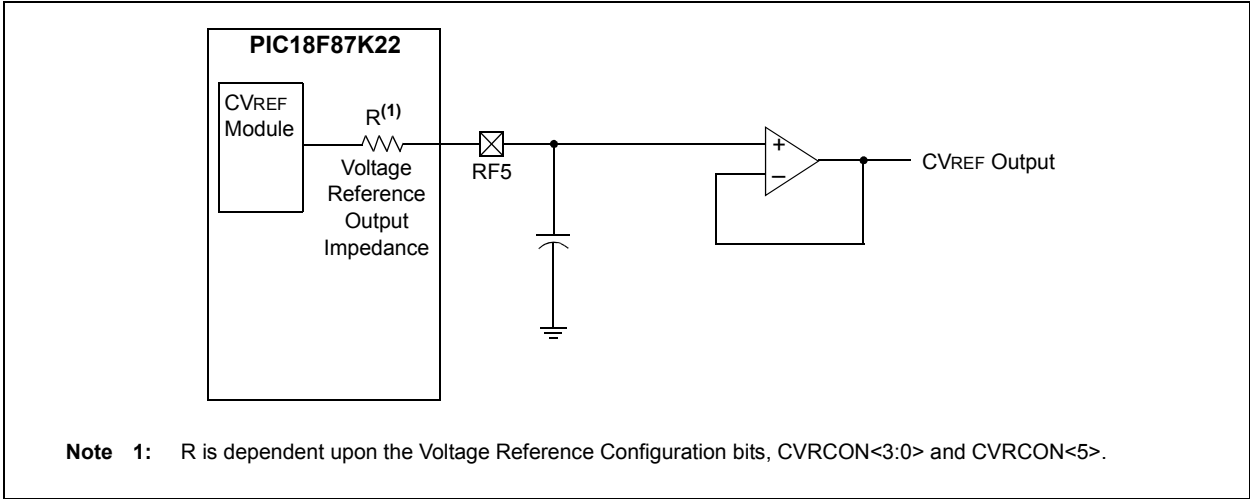 PIC18F87K22
CVREF
Module
R(1)
Voltage
Reference
Output
Impedance
RF5
+
–
CVREF Output
Note 1: R is dependent upon the Voltage Reference Configuration bits, CVRCON<3:0> and CVRCON<5>.